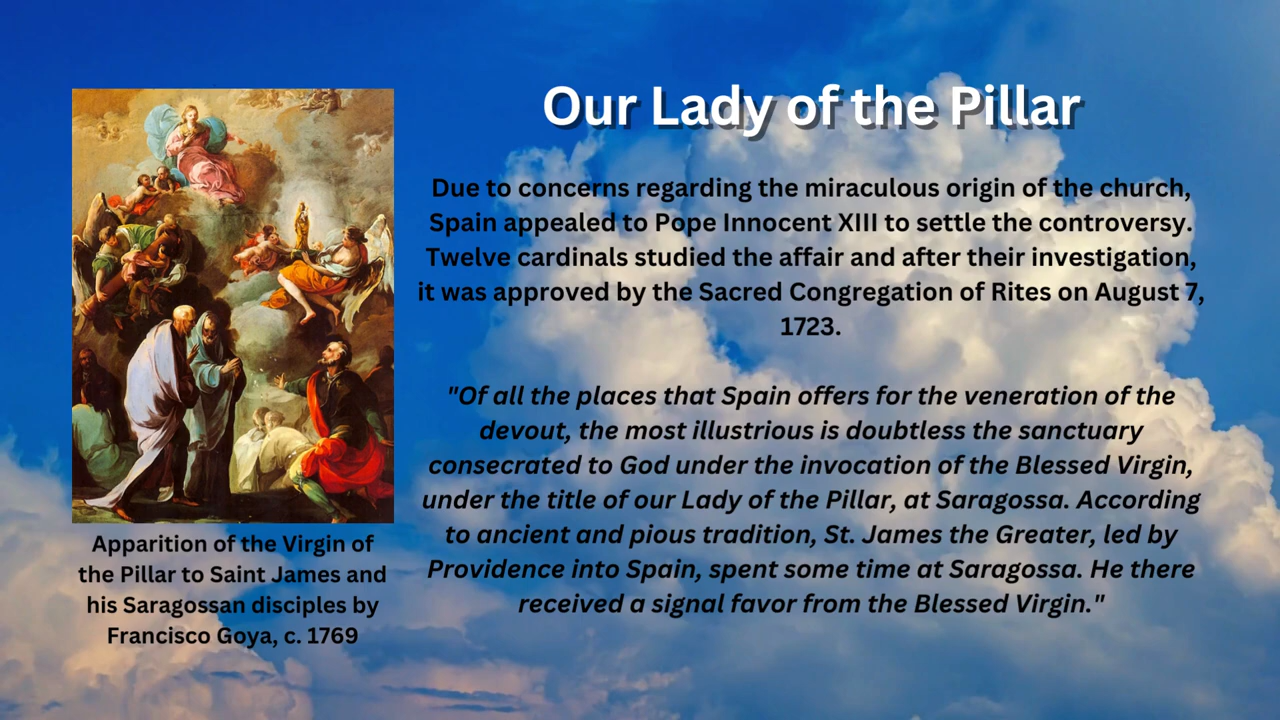 Our Lady of the Pillar
Due to concerns regarding the miraculous origin of the church,
Spain appealed to Pope Innocent XIII to settle the controversy.
Twelve cardinals studied the affair and after their investigation,
it was approved by the Sacred Congregation of Rites on August 7,
1723.
"Of all the places that Spain offers for the veneration of the
devout, the most illustrious is doubtless the sanctuary
consecrated to God under the invocation of the Blessed Virgin,
under the title of our Lady of the Pillar, at Saragossa. According
to ancient and pious tradition, St. James the Greater, led by
Providence into Spain, spent some time at Saragossa. He there
received a signal favor from the Blessed Virgin."
Apparition of the Virgin of
the Pillar to Saint James and
his Saragossan disciples by
Francisco Goya, c. 1769